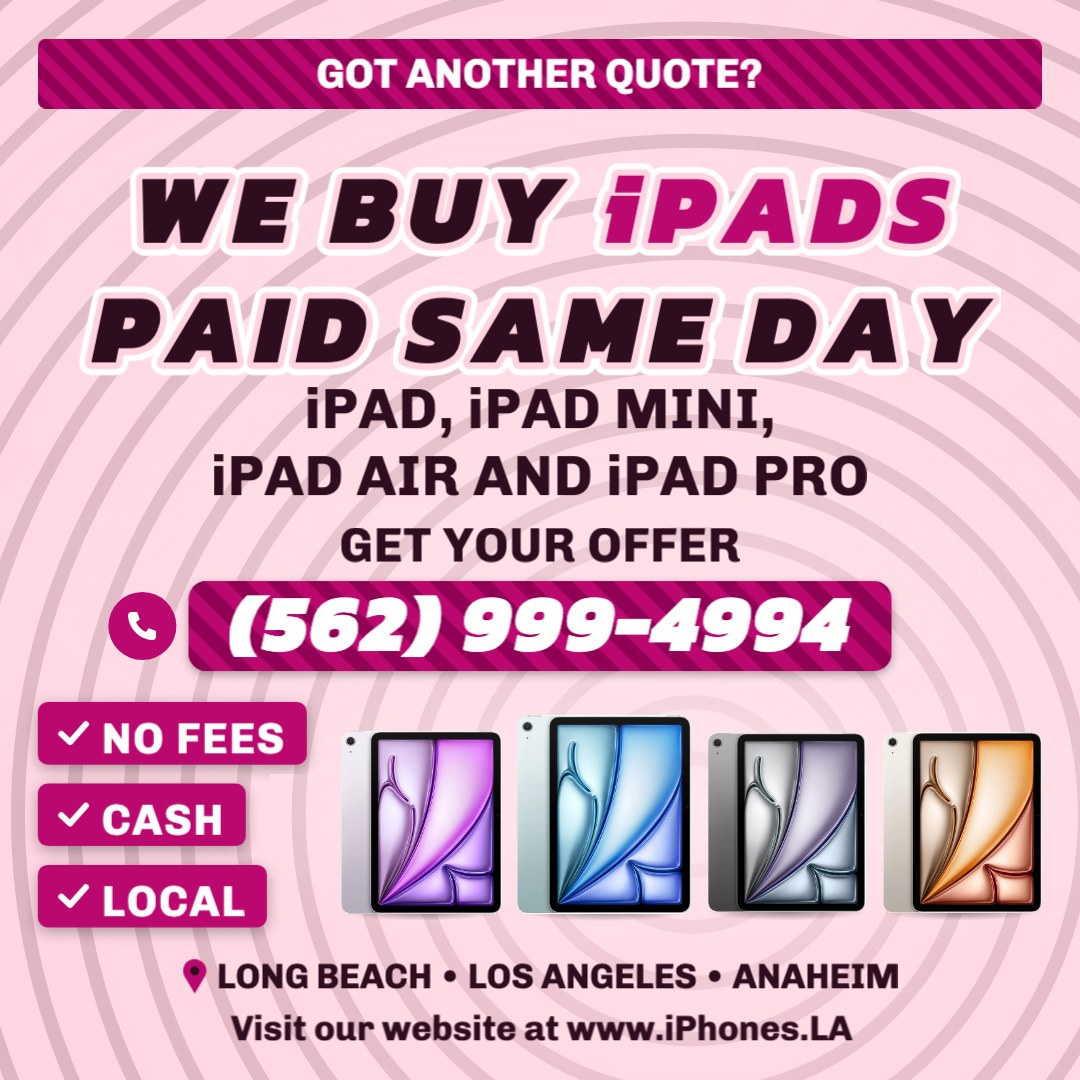 GOT ANOTHER QUOTE?
WE BUY iPADS
PAID SAME DAY
iPAD, iPAD MINI,
iPAD AIR AND iPAD PRO
GET YOUR OFFER
(562) 999-4994
NO FEES
CASH
LOCAL
LONG BEACH • LOS ANGELES • ANAHEIM
Visit our website at www.iPhones.LA